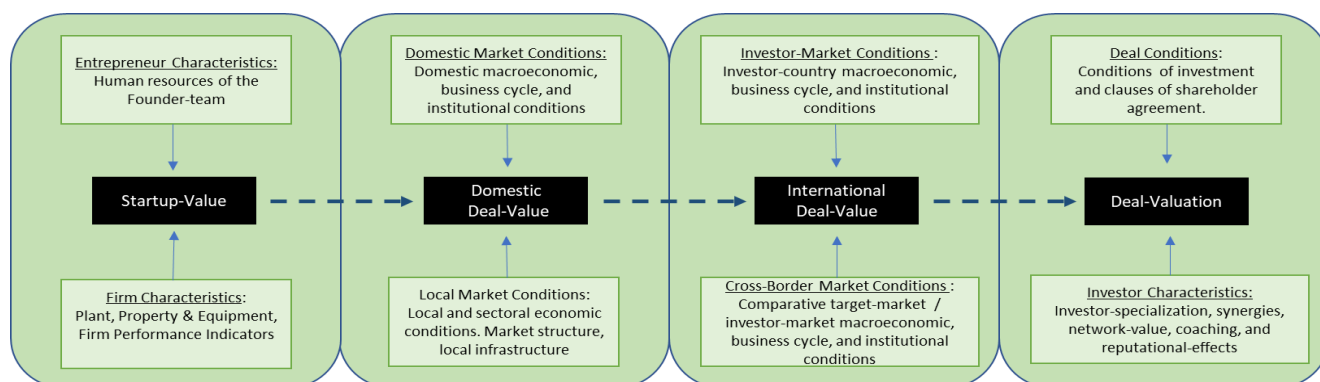 Entrepreneur Characteristics:
Human resources of the
Founder-team
Startup-Value
Firm Characteristics:
Plant, Property & Equipment,
Firm Performance Indicators
Domestic Market Conditions:
Domestic macroeconomic,
business cycle, and
institutional conditions
Domestic
Deal-Value
Local Market Conditions:
Local and sectoral economic
conditions. Market structure,
local infrastructure
Investor-Market Conditions :
Investor-country macroeconomic,
business cycle, and institutional
conditions
International
Deal-Value
Cross-Border Market Conditions :
Comparative target-market /
investor-market macroeconomic,
business cycle, and institutional
conditions
Deal Conditions:
Conditions of investment
and clauses of shareholder
agreement.
Deal-Valuation
Investor Characteristics:
Investor-specialization, synergies,
network-value, coaching, and
reputational-effects